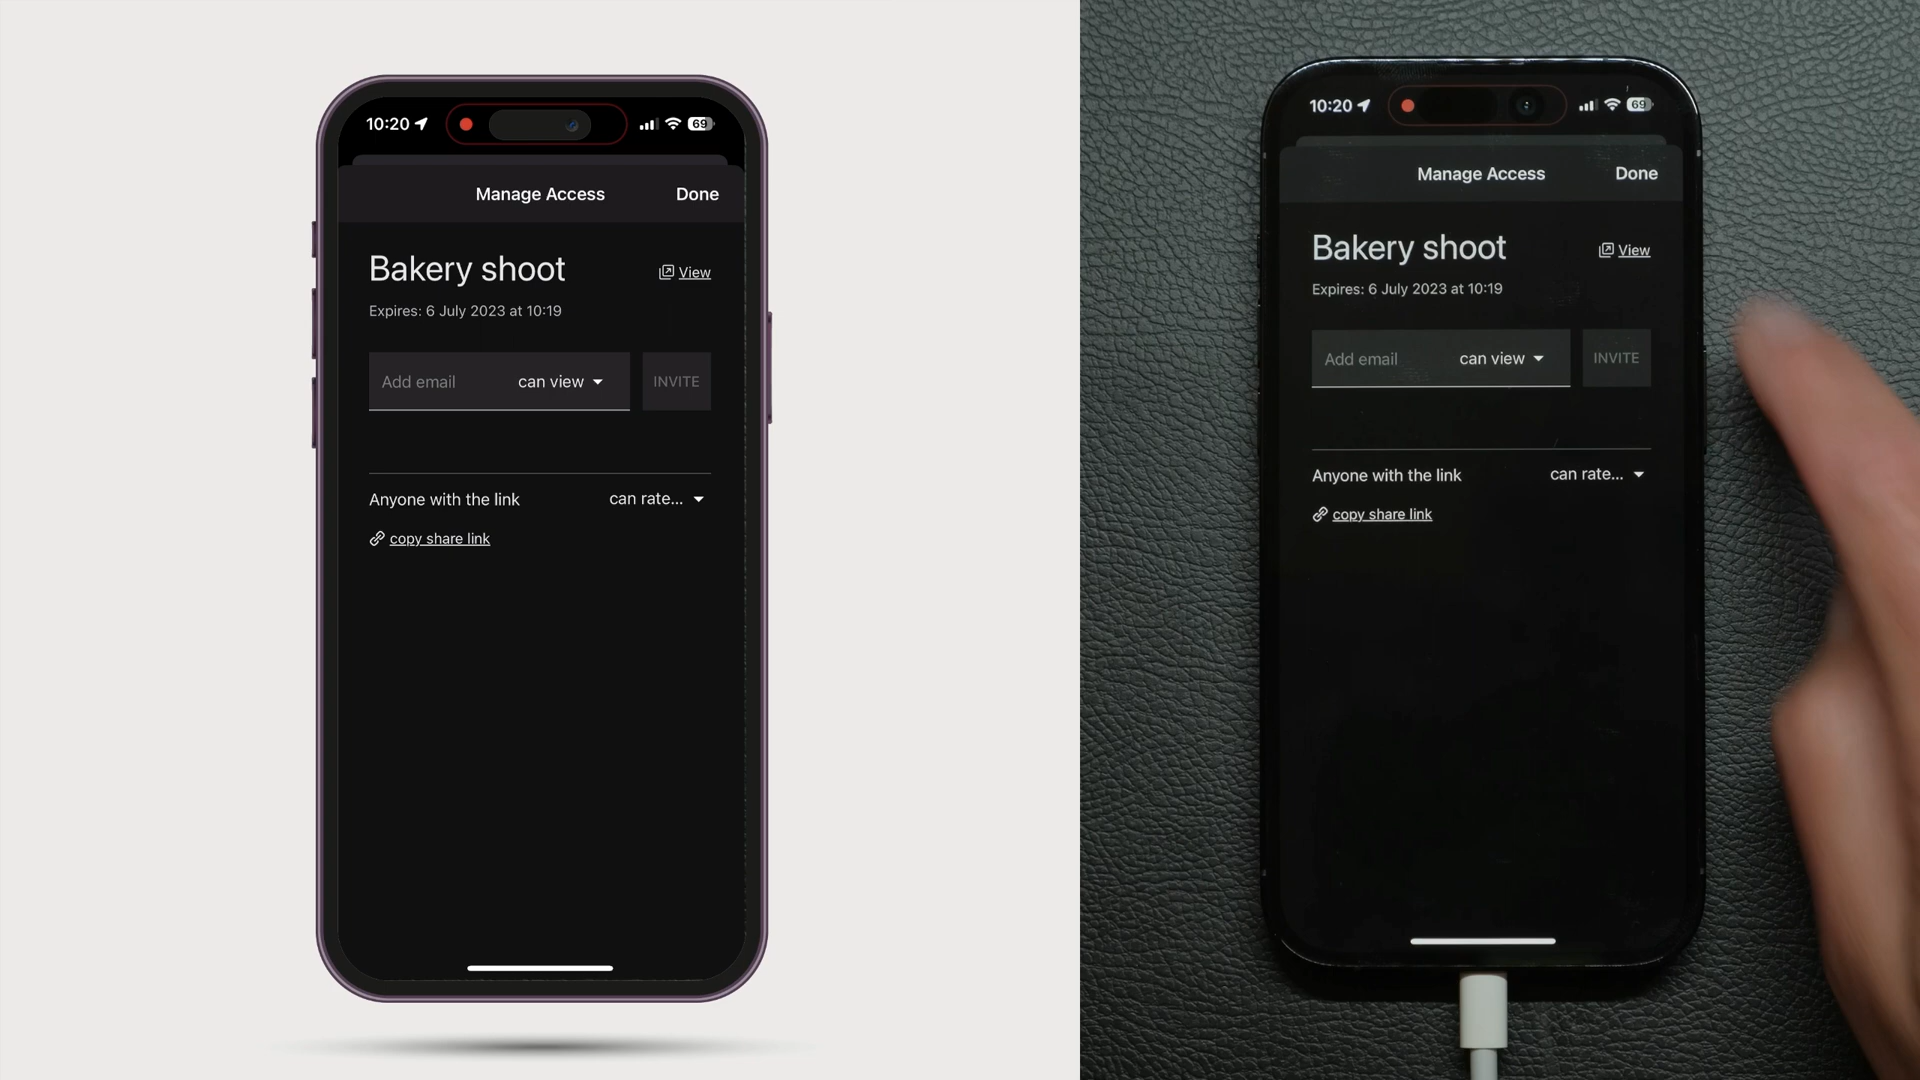 10:20
69
Manage Access Done
Bakery shoot View
Expires: 6 July 2023 at 10:19
Add email can view INVITE
Anyone with the link can rate...
copy share link
10:20
69
Manage Access Done
Bakery shoot View
Expires: 6 July 2023 at 10:19
Add email can view INVITE
Anyone with the link can rate...
copy share link